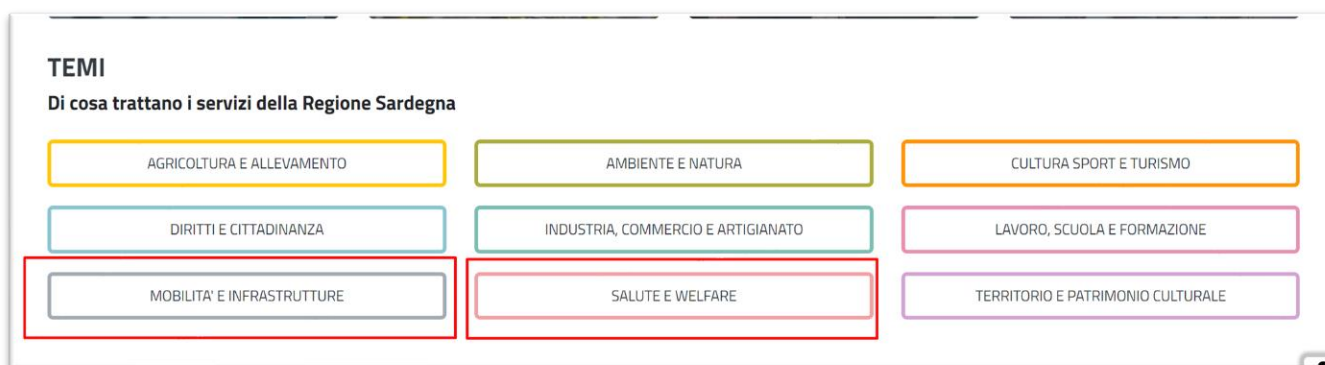 TEMI
Di cosa trattano i servizi della Regione Sardegna
AGRICOLTURA E ALLEVAMENTO
AMBIENTE E NATURA
CULTURA SPORT E TURISMO
DIRITTI E CITTADINANZA
INDUSTRIA, COMMERCIO E ARTIGIANATO
LAVORO, SCUOLA E FORMAZIONE
MOBILITA' E INFRASTRUTTURE
SALUTE E WELFARE
TERRITORIO E PATRIMONIO CULTURALE